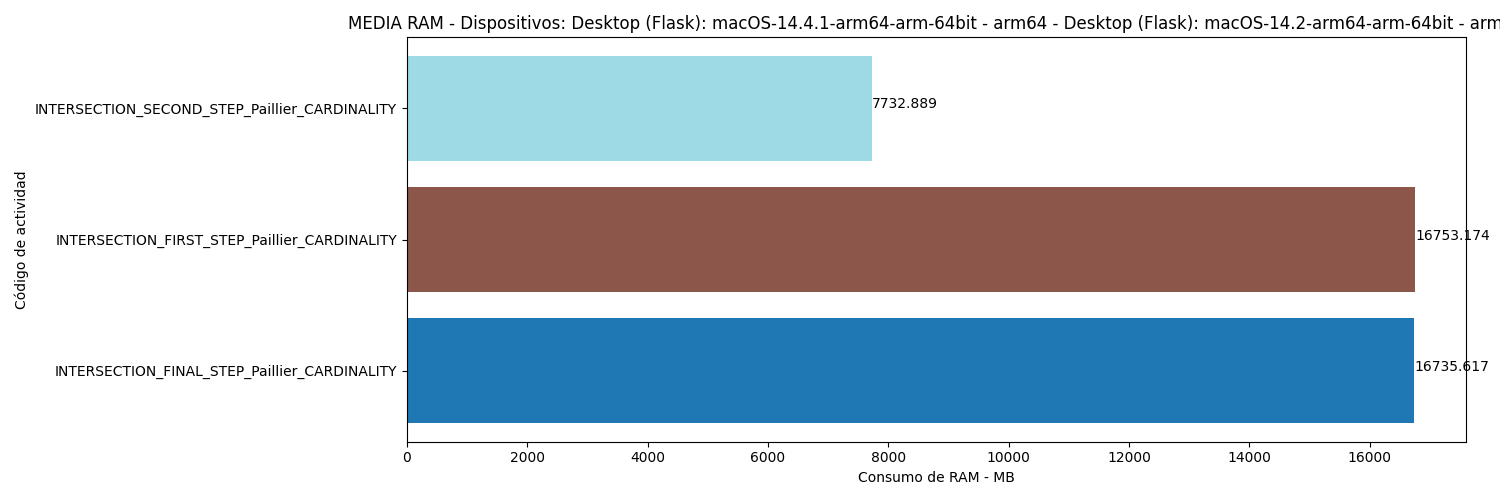 MEDIA RAM - Dispositivos: Desktop (Flask): macOS-14.4.1-arm64-arm-64bit - arm64 - Desktop (Flask): macOS-14.2-arm64-arm-64bit - arm
INTERSECTION_SECOND_STEP_Paillier_CARDINALITY
7732.889
INTERSECTION_FIRST_STEP_Paillier_CARDINALITY
16753.174
INTERSECTION_FINAL_STEP_Paillier_CARDINALITY
16735.617
Código de actividad
0 2000 4000 6000 8000 10000 12000 14000 16000
Consumo de RAM - MB